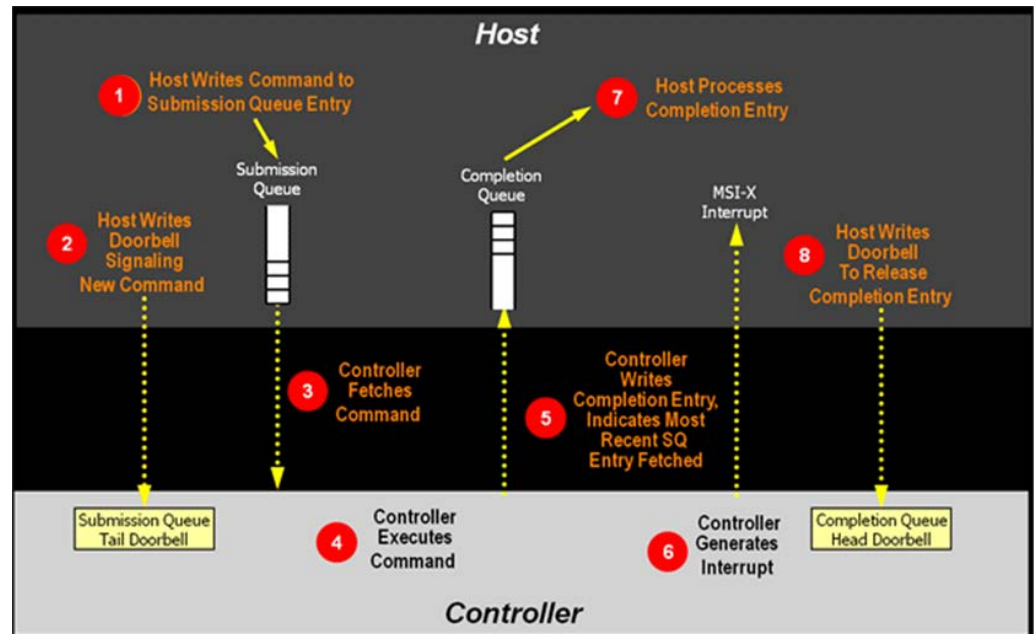 Host
1
Host Writes Command to
Submission Queue Entry
7
Host Processes
Completion Entry
Submission
Queue
Completion
Queue
MSI-X
Interrupt
2
Host Writes
Doorbell
Signaling
New Command
8
Host Writes
Doorbell
To Release
Completion Entry
3
Controller
Fetches
Command
5
Controller
Writes
Completion Entry,
Indicates Most
Recent SQ
Entry Fetched
Submission Queue
Tail Doorbell
4
Controller
Executes
Command
6
Controller
Generates
Interrupt
Completion Queue
Head Doorbell
Controller